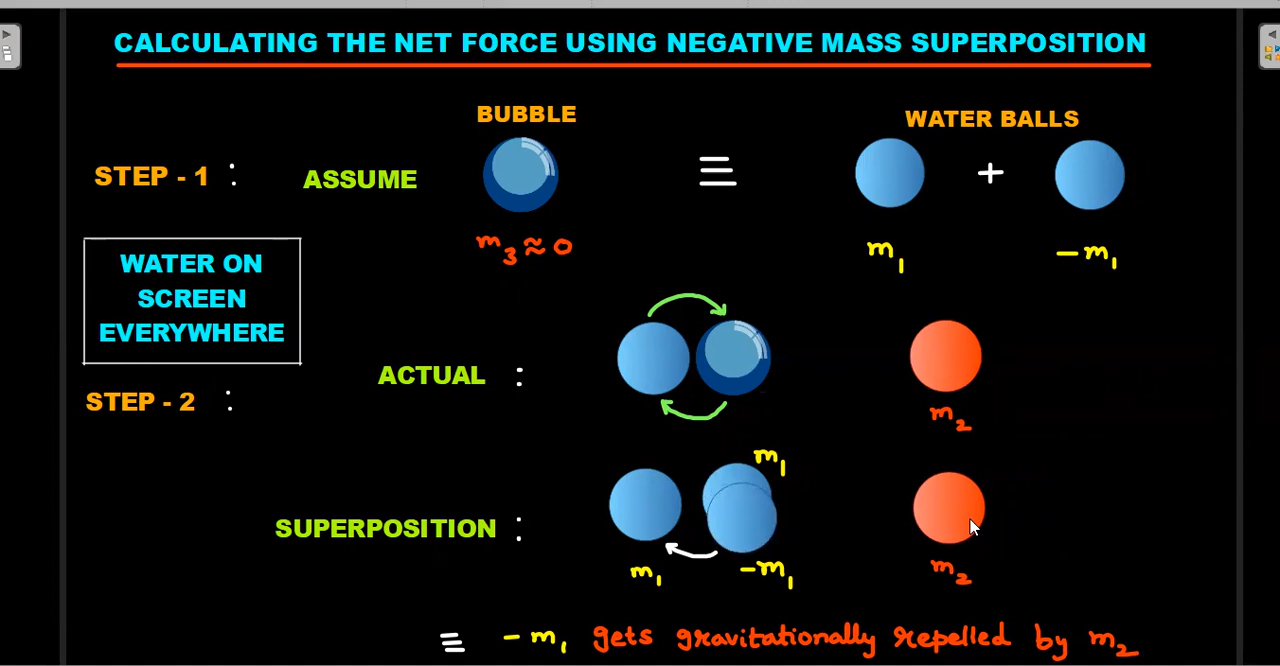 CALCULATING THE NET FORCE USING NEGATIVE MASS SUPERPOSITION
BUBBLE
WATER BALLS
STEP - 1 : ASSUME ≡ +
m₃ ≈ 0
m₁
-m₁
WATER ON
SCREEN
EVERYWHERE
ACTUAL :
STEP - 2 :
m₂
m₁
SUPERPOSITION :
m₁
-m₁
m₂
≡ -m₁ gets gravitationally repelled by m₂